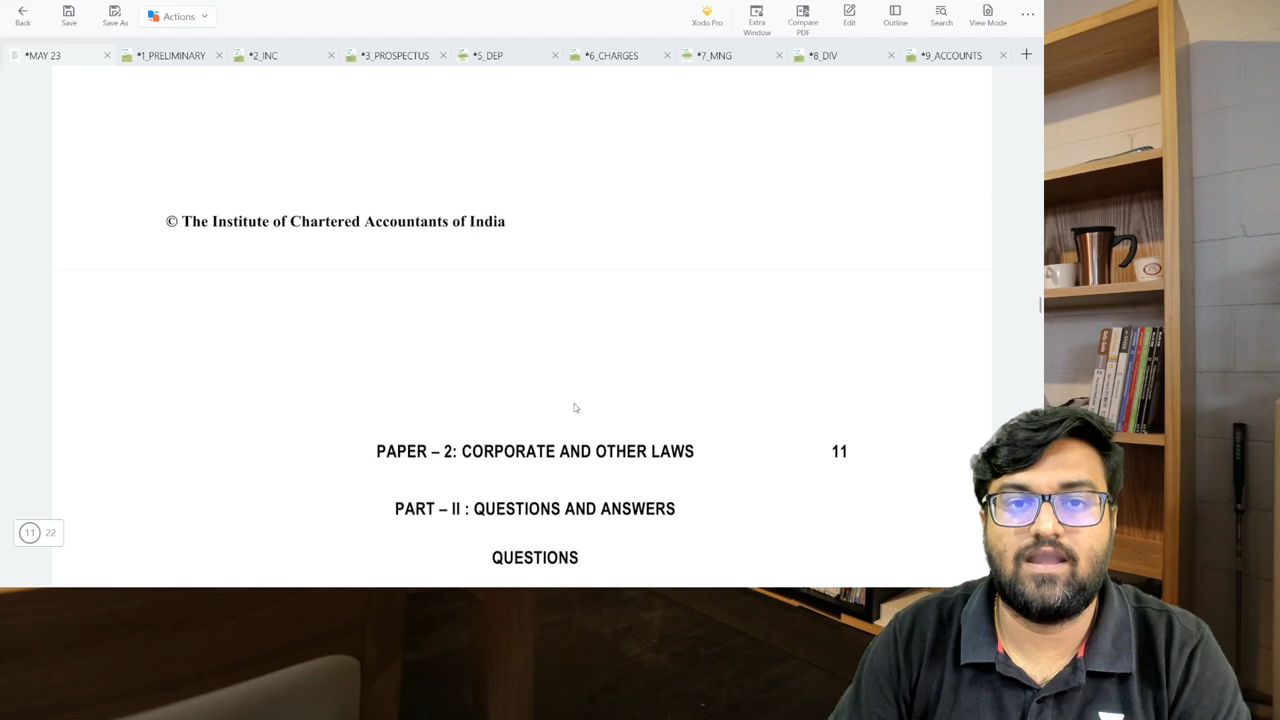 Back
Save
Save As
Actions
Xodo Pro
Extra
Window
Compare
PDF
Edit
Outline
Search
View Mode
*MAY 23
*1_PRELIMINARY
*2_INC
*3_PROSPECTUS
*5_DEP
*6_CHARGES
*7_MNG
*8_DIV
*9_ACCOUNTS
© The Institute of Chartered Accountants of India
PAPER – 2: CORPORATE AND OTHER LAWS 11
PART – II : QUESTIONS AND ANSWERS
11 22
QUESTIONS